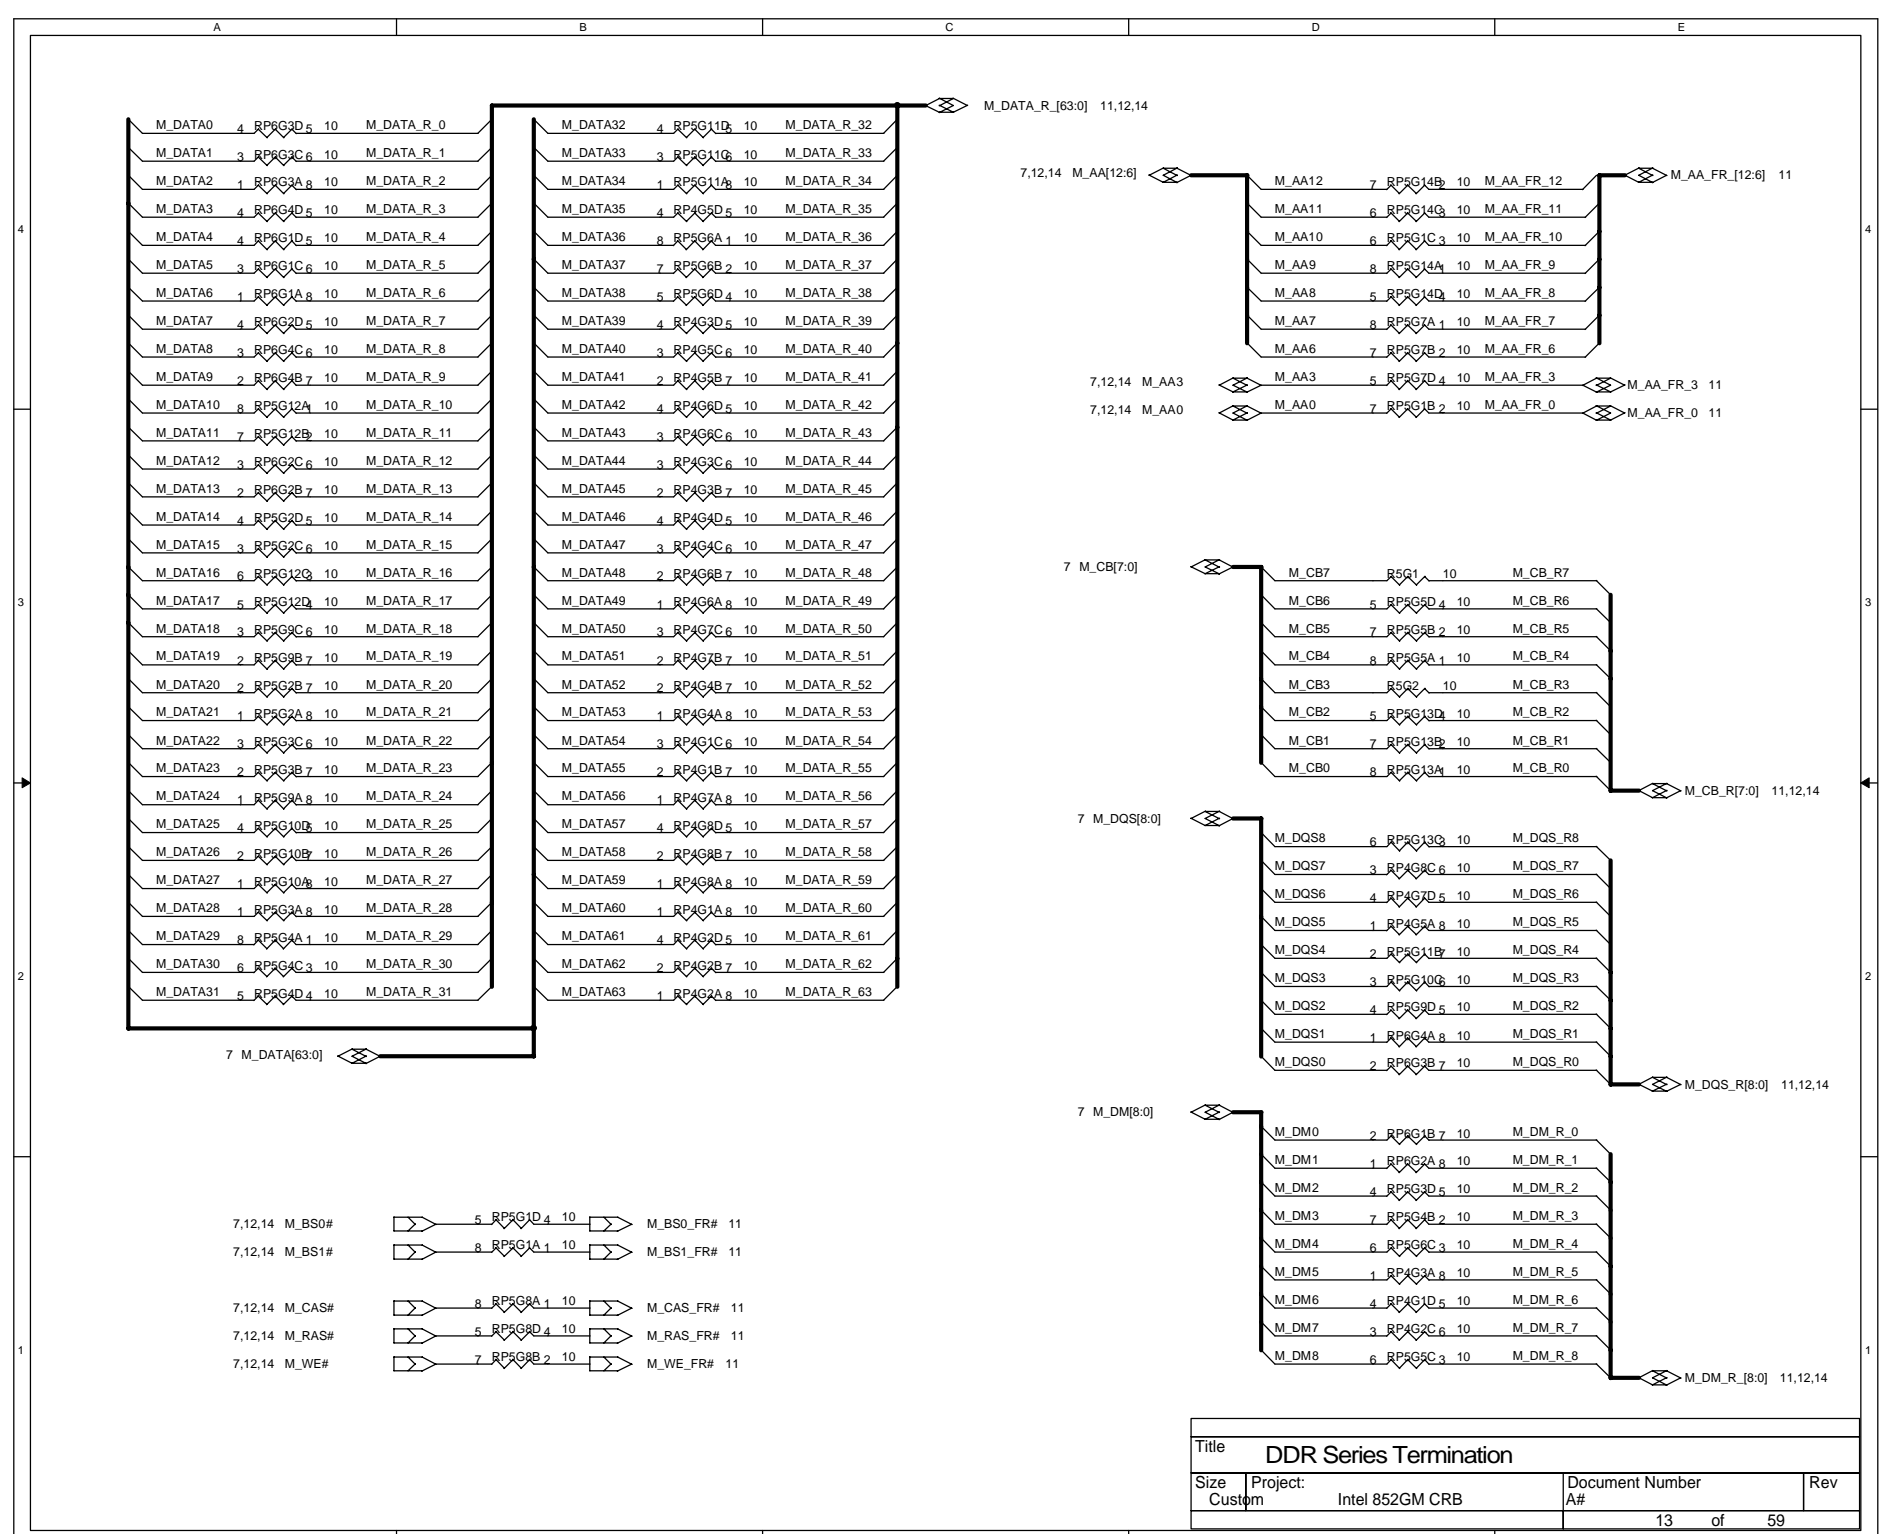 A B C D E
M_DATA_R_[63:0] 11,12,14
M_DATA0 4 RP6G3D 5 10 M_DATA_R_0
M_DATA1 3 RP6G3C 6 10 M_DATA_R_1
M_DATA2 1 RP6G3A 8 10 M_DATA_R_2
M_DATA3 4 RP6G4D 5 10 M_DATA_R_3
M_DATA4 4 RP6G1D 5 10 M_DATA_R_4
M_DATA5 3 RP6G1C 6 10 M_DATA_R_5
M_DATA6 1 RP6G1A 8 10 M_DATA_R_6
M_DATA7 4 RP6G2D 5 10 M_DATA_R_7
M_DATA8 3 RP6G4C 6 10 M_DATA_R_8
M_DATA9 2 RP6G4B 7 10 M_DATA_R_9
M_DATA10 8 RP5G12A 1 10 M_DATA_R_10
M_DATA11 7 RP5G12B 2 10 M_DATA_R_11
M_DATA12 3 RP6G2C 6 10 M_DATA_R_12
M_DATA13 2 RP6G2B 7 10 M_DATA_R_13
M_DATA14 4 RP5G2D 5 10 M_DATA_R_14
M_DATA15 3 RP5G2C 6 10 M_DATA_R_15
M_DATA16 6 RP5G12C 3 10 M_DATA_R_16
M_DATA17 5 RP5G12D 4 10 M_DATA_R_17
M_DATA18 3 RP5G9C 6 10 M_DATA_R_18
M_DATA19 2 RP5G9B 7 10 M_DATA_R_19
M_DATA20 2 RP5G2B 7 10 M_DATA_R_20
M_DATA21 1 RP5G2A 8 10 M_DATA_R_21
M_DATA22 3 RP5G3C 6 10 M_DATA_R_22
M_DATA23 2 RP5G3B 7 10 M_DATA_R_23
M_DATA24 1 RP5G9A 8 10 M_DATA_R_24
M_DATA25 4 RP5G10D 5 10 M_DATA_R_25
M_DATA26 2 RP5G10B 7 10 M_DATA_R_26
M_DATA27 1 RP5G10A 8 10 M_DATA_R_27
M_DATA28 1 RP5G3A 8 10 M_DATA_R_28
M_DATA29 8 RP5G4A 1 10 M_DATA_R_29
M_DATA30 6 RP5G4C 3 10 M_DATA_R_30
M_DATA31 5 RP5G4D 4 10 M_DATA_R_31
7 M_DATA[63:0]
M_DATA32 4 RP5G11D 5 10 M_DATA_R_32
M_DATA33 3 RP5G11C 6 10 M_DATA_R_33
M_DATA34 1 RP5G11A 8 10 M_DATA_R_34
M_DATA35 4 RP4G5D 5 10 M_DATA_R_35
M_DATA36 8 RP5G6A 1 10 M_DATA_R_36
M_DATA37 7 RP5G6B 2 10 M_DATA_R_37
M_DATA38 5 RP5G6D 4 10 M_DATA_R_38
M_DATA39 4 RP4G3D 5 10 M_DATA_R_39
M_DATA40 3 RP4G5C 6 10 M_DATA_R_40
M_DATA41 2 RP4G5B 7 10 M_DATA_R_41
M_DATA42 4 RP4G6D 5 10 M_DATA_R_42
M_DATA43 3 RP4G6C 6 10 M_DATA_R_43
M_DATA44 3 RP4G3C 6 10 M_DATA_R_44
M_DATA45 2 RP4G3B 7 10 M_DATA_R_45
M_DATA46 4 RP4G4D 5 10 M_DATA_R_46
M_DATA47 3 RP4G4C 6 10 M_DATA_R_47
M_DATA48 2 RP4G6B 7 10 M_DATA_R_48
M_DATA49 1 RP4G6A 8 10 M_DATA_R_49
M_DATA50 3 RP4G7C 6 10 M_DATA_R_50
M_DATA51 2 RP4G7B 7 10 M_DATA_R_51
M_DATA52 2 RP4G4B 7 10 M_DATA_R_52
M_DATA53 1 RP4G4A 8 10 M_DATA_R_53
M_DATA54 3 RP4G1C 6 10 M_DATA_R_54
M_DATA55 2 RP4G1B 7 10 M_DATA_R_55
M_DATA56 1 RP4G7A 8 10 M_DATA_R_56
M_DATA57 4 RP4G8D 5 10 M_DATA_R_57
M_DATA58 2 RP4G8B 7 10 M_DATA_R_58
M_DATA59 1 RP4G8A 8 10 M_DATA_R_59
M_DATA60 1 RP4G1A 8 10 M_DATA_R_60
M_DATA61 4 RP4G2D 5 10 M_DATA_R_61
M_DATA62 2 RP4G2B 7 10 M_DATA_R_62
M_DATA63 1 RP4G2A 8 10 M_DATA_R_63
7,12,14 M_AA[12:6] M_AA_FR_[12:6] 11
M_AA12 7 RP5G14B 2 10 M_AA_FR_12
M_AA11 6 RP5G14C 3 10 M_AA_FR_11
M_AA10 6 RP5G1C 3 10 M_AA_FR_10
M_AA9 8 RP5G14A 1 10 M_AA_FR_9
M_AA8 5 RP5G14D 4 10 M_AA_FR_8
M_AA7 8 RP5G7A 1 10 M_AA_FR_7
M_AA6 7 RP5G7B 2 10 M_AA_FR_6
7,12,14 M_AA3 M_AA3 5 RP5G7D 4 10 M_AA_FR_3 M_AA_FR_3 11
7,12,14 M_AA0 M_AA0 7 RP5G1B 2 10 M_AA_FR_0 M_AA_FR_0 11
7 M_CB[7:0]
M_CB7 R5G1 10 M_CB_R7
M_CB6 5 RP5G5D 4 10 M_CB_R6
M_CB5 7 RP5G5B 2 10 M_CB_R5
M_CB4 8 RP5G5A 1 10 M_CB_R4
M_CB3 R5G2 10 M_CB_R3
M_CB2 5 RP5G13D 4 10 M_CB_R2
M_CB1 7 RP5G13B 2 10 M_CB_R1
M_CB0 8 RP5G13A 1 10 M_CB_R0
M_CB_R[7:0] 11,12,14
7 M_DQS[8:0]
M_DQS8 6 RP5G13C 3 10 M_DQS_R8
M_DQS7 3 RP4G8C 6 10 M_DQS_R7
M_DQS6 4 RP4G7D 5 10 M_DQS_R6
M_DQS5 1 RP4G5A 8 10 M_DQS_R5
M_DQS4 2 RP5G11B 7 10 M_DQS_R4
M_DQS3 3 RP5G10C 6 10 M_DQS_R3
M_DQS2 4 RP5G9D 5 10 M_DQS_R2
M_DQS1 1 RP6G4A 8 10 M_DQS_R1
M_DQS0 2 RP6G3B 7 10 M_DQS_R0
M_DQS_R[8:0] 11,12,14
7 M_DM[8:0]
M_DM0 2 RP6G1B 7 10 M_DM_R_0
M_DM1 1 RP6G2A 8 10 M_DM_R_1
M_DM2 4 RP5G3D 5 10 M_DM_R_2
M_DM3 7 RP5G4B 2 10 M_DM_R_3
M_DM4 6 RP5G6C 3 10 M_DM_R_4
M_DM5 1 RP4G3A 8 10 M_DM_R_5
M_DM6 4 RP4G1D 5 10 M_DM_R_6
M_DM7 3 RP4G2C 6 10 M_DM_R_7
M_DM8 6 RP5G5C 3 10 M_DM_R_8
M_DM_R_[8:0] 11,12,14
7,12,14 M_BS0# 5 RP5G1D 4 10 M_BS0_FR# 11
7,12,14 M_BS1# 8 RP5G1A 1 10 M_BS1_FR# 11
7,12,14 M_CAS# 8 RP5G8A 1 10 M_CAS_FR# 11
7,12,14 M_RAS# 5 RP5G8D 4 10 M_RAS_FR# 11
7,12,14 M_WE# 7 RP5G8B 2 10 M_WE_FR# 11
4 4
3 3
2 2
1 1
Title DDR Series Termination
Size Project: Document Number Rev
Custom Intel 852GM CRB A#
13 of 59